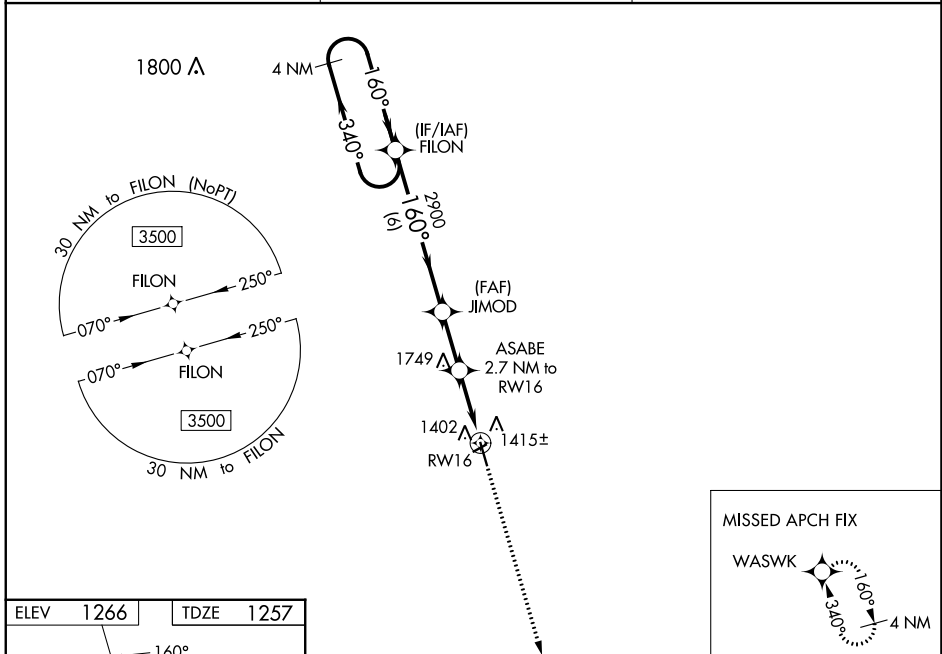 1800
4 NM
160°
340°
(IF/IAF)
FILON
2900
160°
(6)
30 NM to FILON (NoPT)
3500
FILON
250°
070°
250°
070°
FILON
3500
30 NM to FILON
(FAF)
JIMOD
1749
ASABE
2.7 NM to
RW16
1402
1415±
RW16
MISSED APCH FIX
WASWK
160°
340°
4 NM
ELEV 1266
TDZE 1257
160°